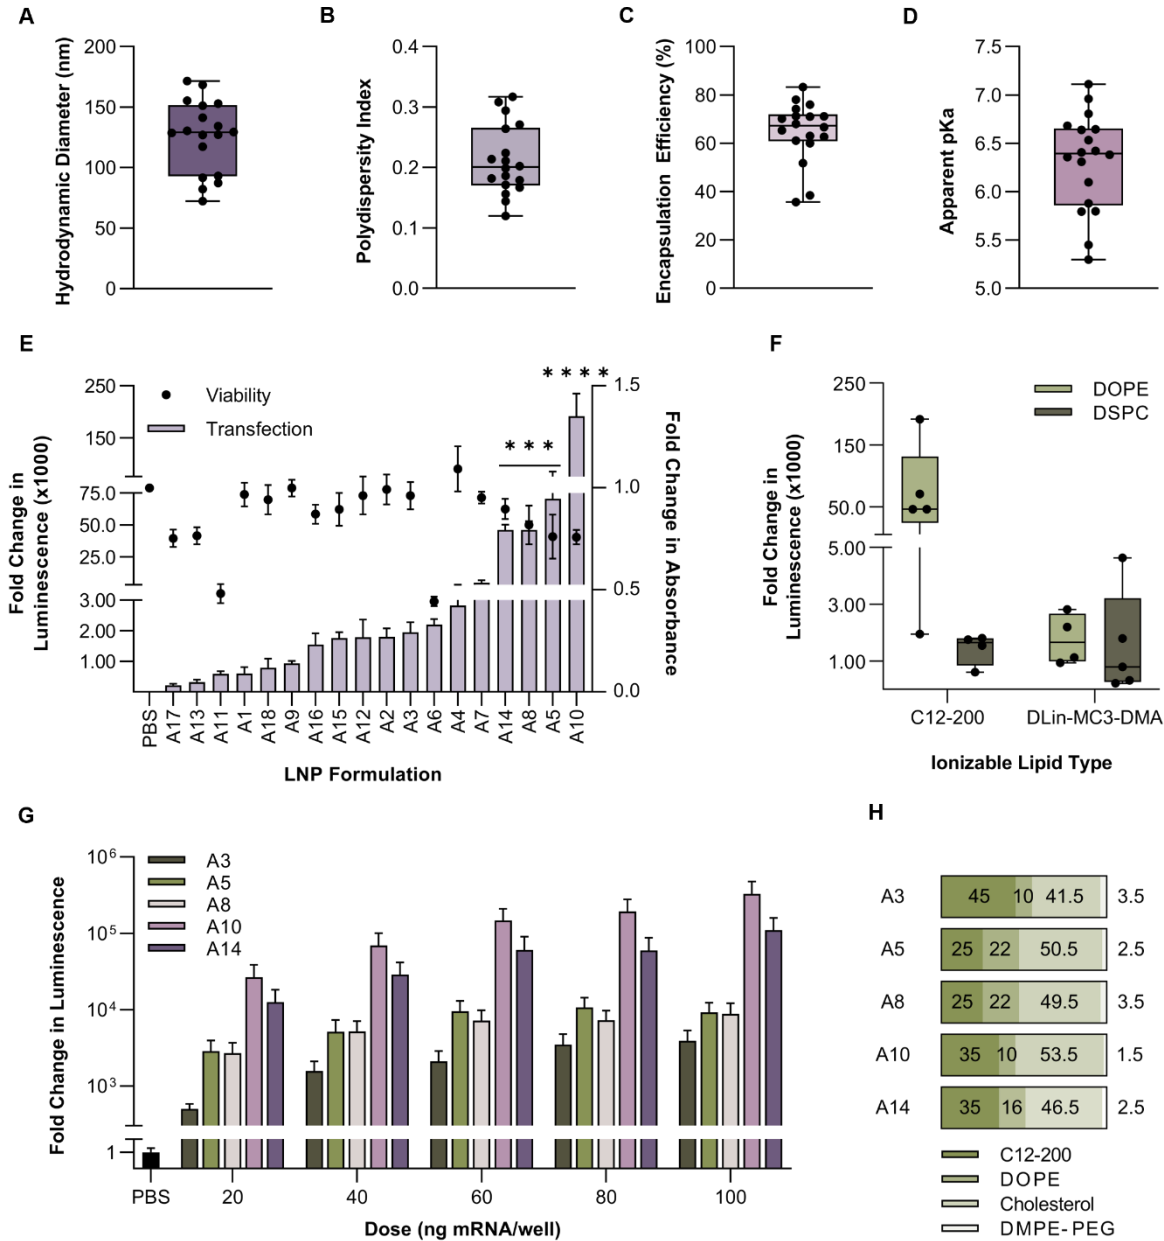 A
B
C
D
Hydrodynamic Diameter (nm)
200
150
100
50
0
Polydispersity Index
0.4
0.3
0.2
0.1
0.0
Encapsulation Efficiency (%)
100
80
60
40
20
0
Apparent pKa
7.5
7.0
6.5
6.0
5.5
5.0
E
Viability
Transfection
Fold Change in
Luminescence (x1000)
250
150
75.0
50.0
25.0
3.00
2.00
1.00
* * *
* * * *
1.5
1.0
0.5
0.0
Fold Change in Absorbance
PBS
A17
A13
A11
A1
A18
A9
A16
A15
A12
A2
A3
A6
A4
A7
A14
A8
A5
A10
LNP Formulation
F
DOPE
DSPC
Fold Change in
Luminescence (x1000)
250
150
50.0
5.00
3.00
1.00
C12-200
DLin-MC3-DMA
Ionizable Lipid Type
G
A3
A5
A8
A10
A14
Fold Change in Luminescence
10⁶
10⁵
10⁴
10³
1
PBS
20
40
60
80
100
Dose (ng mRNA/well)
H
A3 45 10 41.5 3.5
A5 25 22 50.5 2.5
A8 25 22 49.5 3.5
A10 35 10 53.5 1.5
A14 35 16 46.5 2.5
C12-200
DOPE
Cholesterol
DMPE-PEG